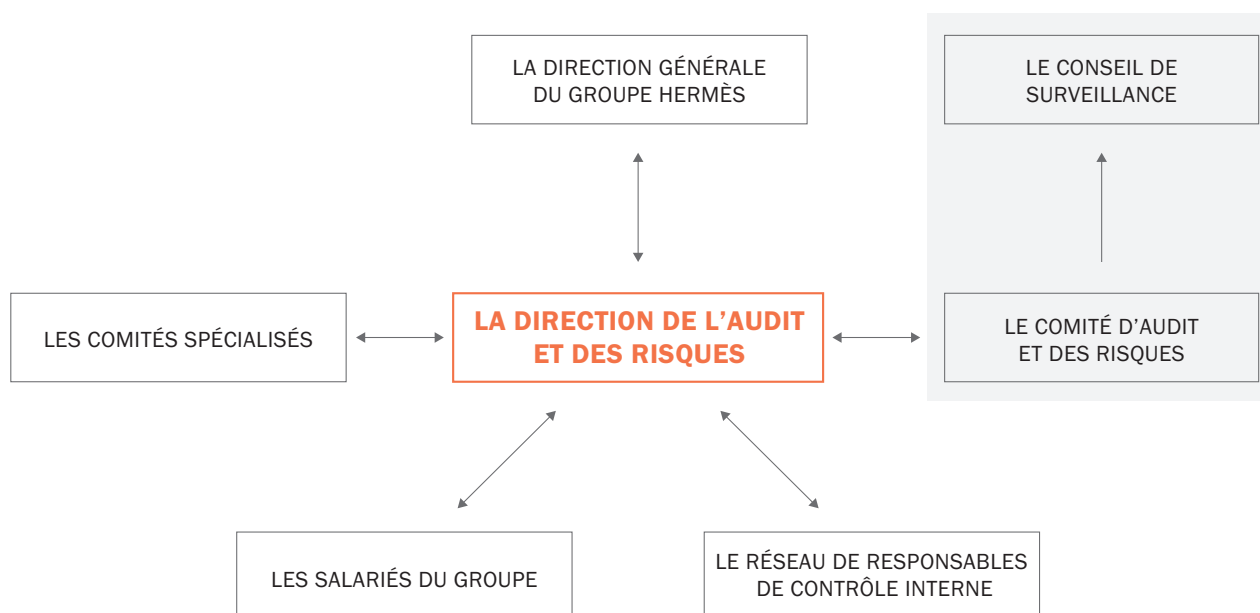 LA DIRECTION GÉNÉRALE
DU GROUPE HERMÈS
LE CONSEIL DE
SURVEILLANCE
LES COMITÉS SPÉCIALISÉS
LA DIRECTION DE L’AUDIT
ET DES RISQUES
LE COMITÉ D’AUDIT
ET DES RISQUES
LES SALARIÉS DU GROUPE
LE RÉSEAU DE RESPONSABLES
DE CONTRÔLE INTERNE